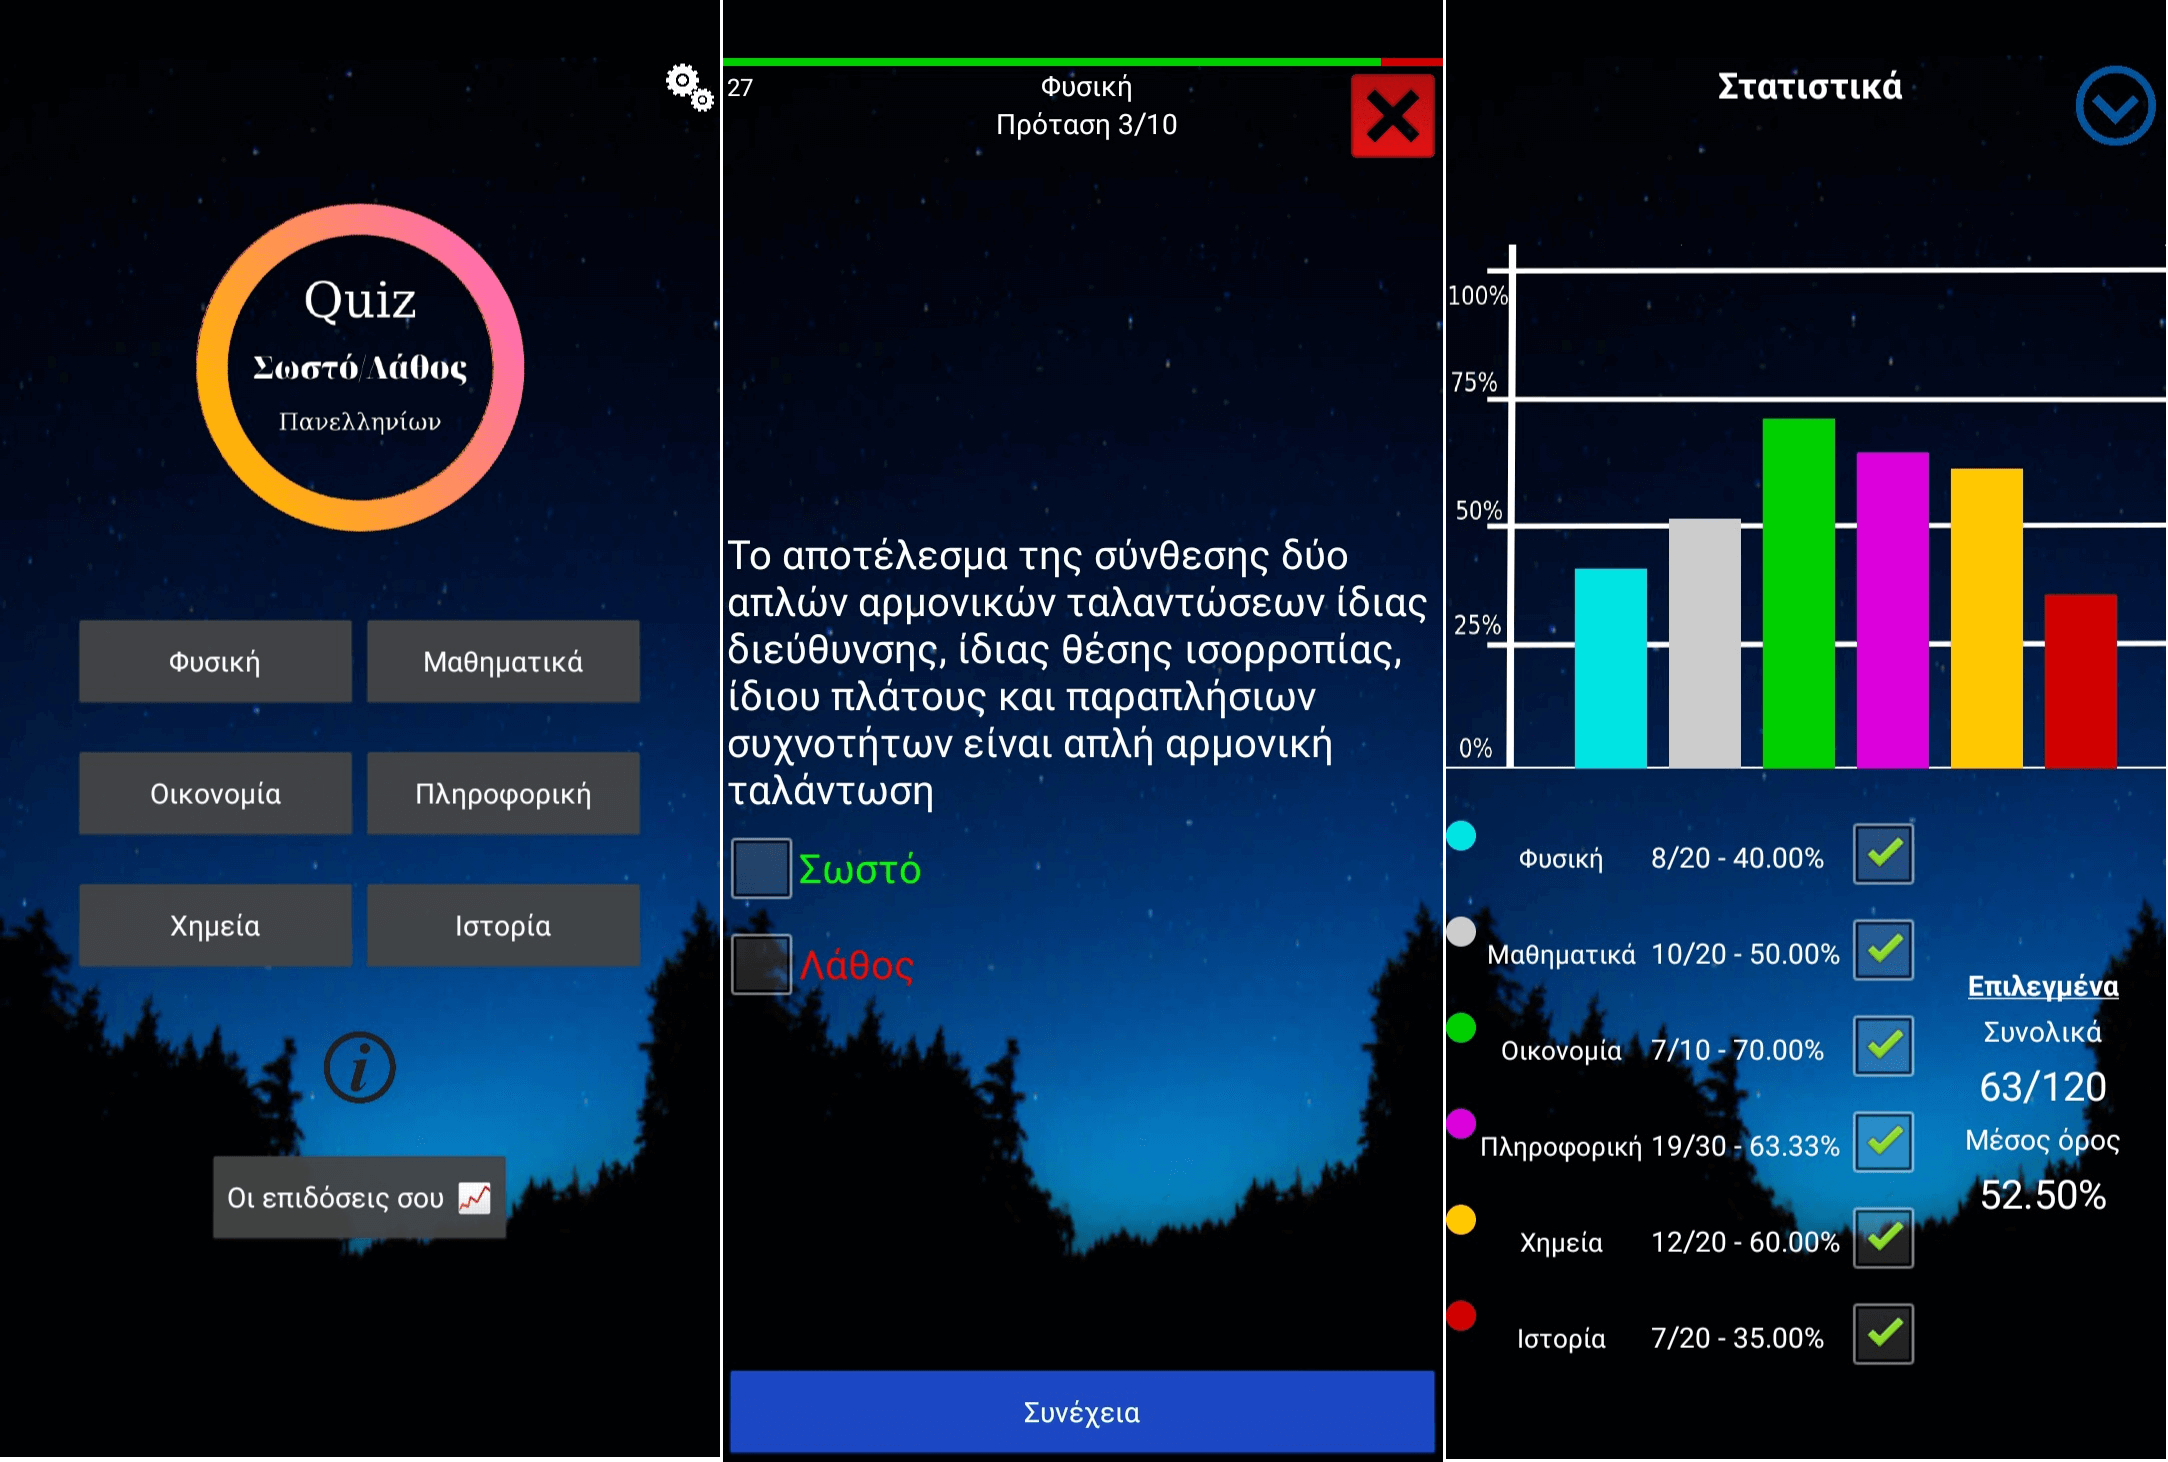 Quiz
Σωστό/Λάθος
Πανελληνίων
Φυσική
Μαθηματικά
Οικονομία
Πληροφορική
Χημεία
Ιστορία
i
Οι επιδόσεις σου
27
Φυσική
Πρόταση 3/10
Το αποτέλεσμα της σύνθεσης δύο
απλών αρμονικών ταλαντώσεων ίδιας
διεύθυνσης, ίδιας θέσης ισορροπίας,
ίδιου πλάτους και παραπλήσιων
συχνοτήτων είναι απλή αρμονική
ταλάντωση
Σωστό
Λάθος
Συνέχεια
Στατιστικά
100%
75%
50%
25%
0%
Φυσική 8/20 - 40.00%
Μαθηματικά 10/20 - 50.00%
Οικονομία 7/10 - 70.00%
Πληροφορική 19/30 - 63.33%
Χημεία 12/20 - 60.00%
Ιστορία 7/20 - 35.00%
Επιλεγμένα
Συνολικά
63/120
Μέσος όρος
52.50%